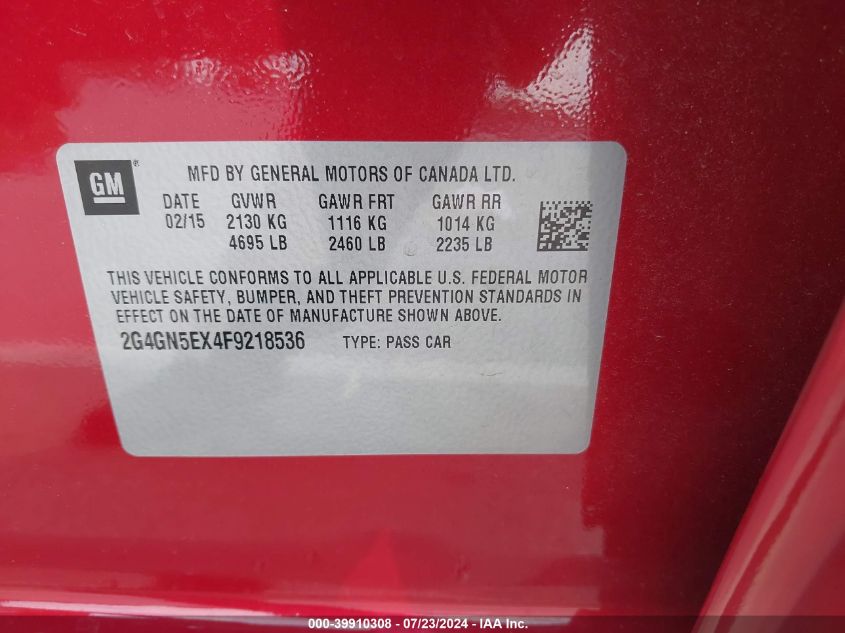 GM ®
MFD BY GENERAL MOTORS OF CANADA LTD.
DATE GVWR GAWR FRT GAWR RR
02/15 2130 KG 1116 KG 1014 KG
4695 LB 2460 LB 2235 LB
THIS VEHICLE CONFORMS TO ALL APPLICABLE U.S. FEDERAL MOTOR
VEHICLE SAFETY, BUMPER, AND THEFT PREVENTION STANDARDS IN
EFFECT ON THE DATE OF MANUFACTURE SHOWN ABOVE.
2G4GN5EX4F9218536 TYPE: PASS CAR
000-39910308 - 07/23/2024 - IAA Inc.